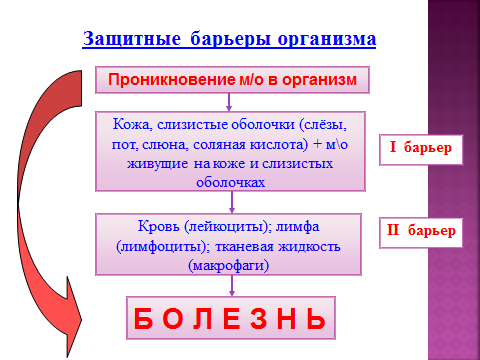 Защитные барьеры организма
Проникновение м/о в организм
Кожа, слизистые оболочки (слёзы,
пот, слюна, соляная кислота) + м\о
живущие на коже и слизистых
оболочках
I барьер
Кровь (лейкоциты); лимфа
(лимфоциты); тканевая жидкость
(макрофаги)
II барьер
Б О Л Е З Н Ь